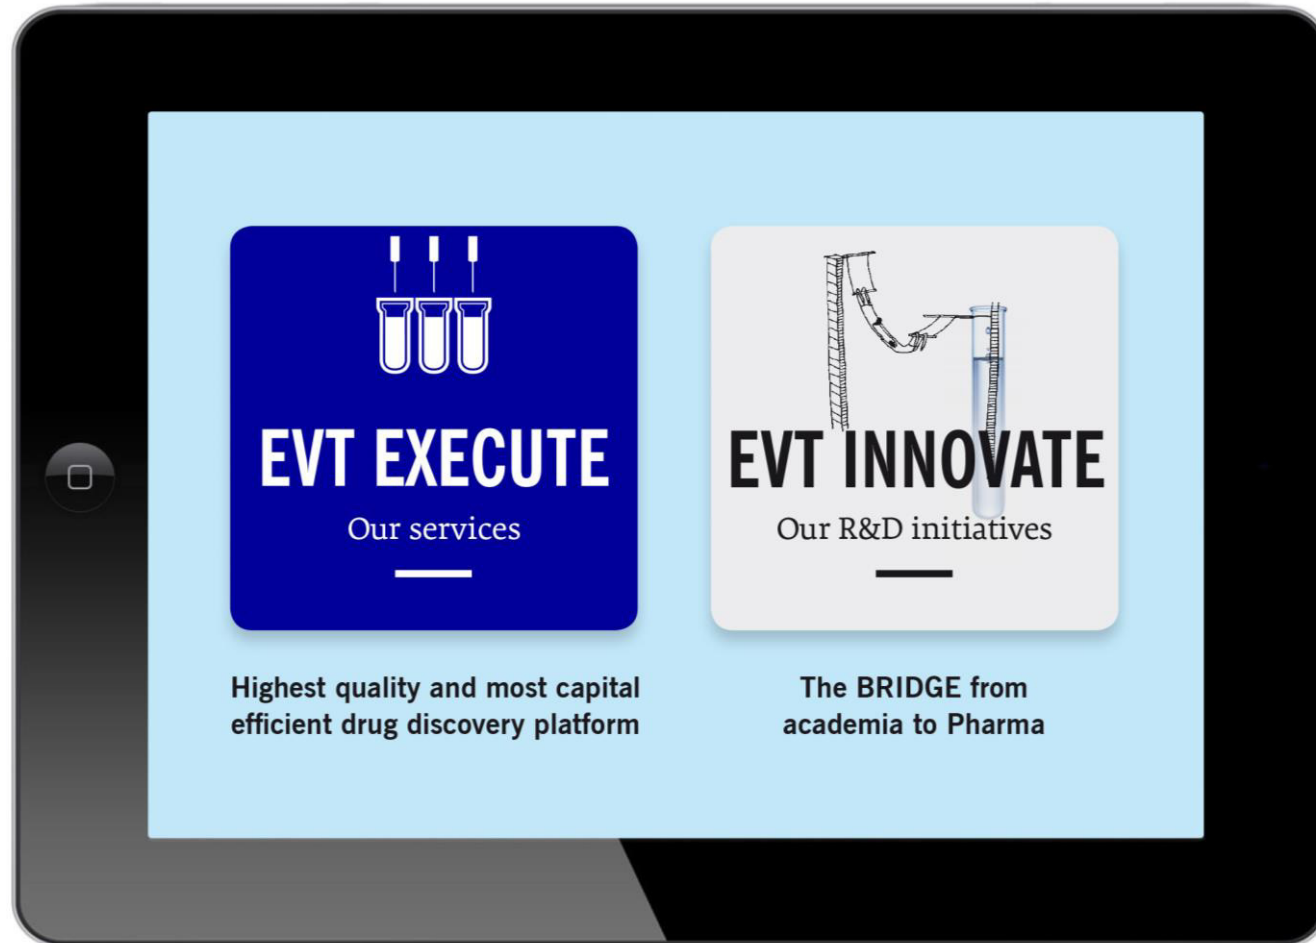 EVT EXECUTE
Our services
Highest quality and most capital
efficient drug discovery platform
EVT INNOVATE
Our R&D initiatives
The BRIDGE from
academia to Pharma